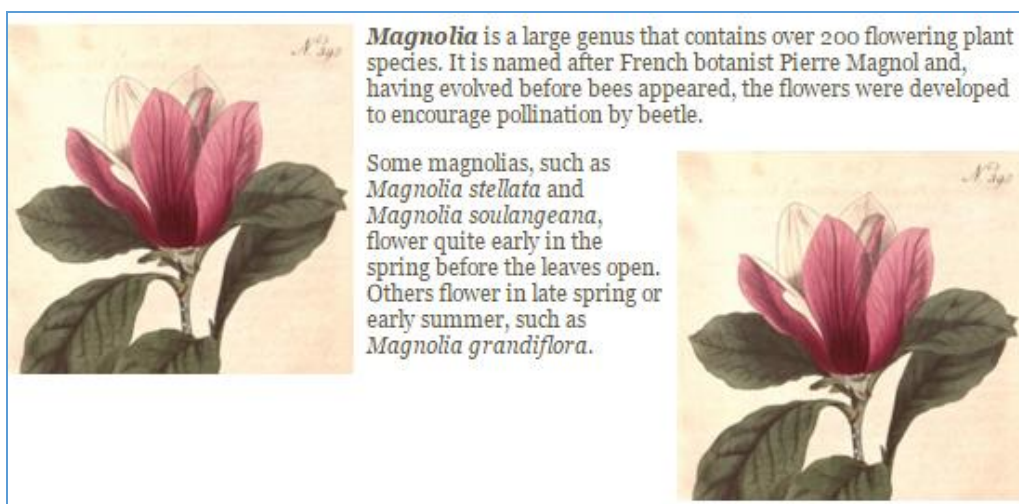 Magnolia is a large genus that contains over 200 flowering plant
species. It is named after French botanist Pierre Magnol and,
having evolved before bees appeared, the flowers were developed
to encourage pollination by beetle.
Some magnolias, such as
Magnolia stellata and
Magnolia soulangeana,
flower quite early in the
spring before the leaves open.
Others flower in late spring or
early summer, such as
Magnolia grandiflora.